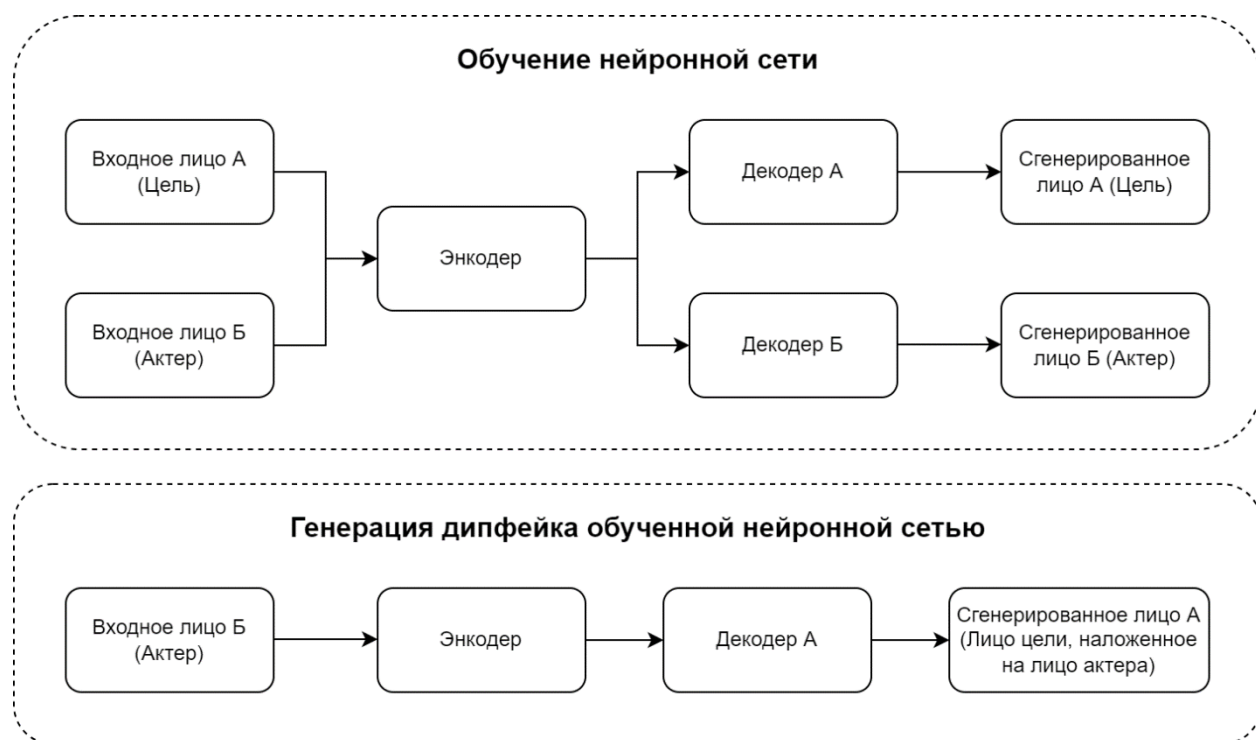 Обучение нейронной сети
Входное лицо А
(Цель)
Входное лицо Б
(Актер)
Энкодер
Декодер А
Декодер Б
Сгенерированное
лицо А (Цель)
Сгенерированное
лицо Б (Актер)
Генерация дипфейка обученной нейронной сетью
Входное лицо Б
(Актер)
Энкодер
Декодер А
Сгенерированное лицо А
(Лицо цели, наложенное
на лицо актера)